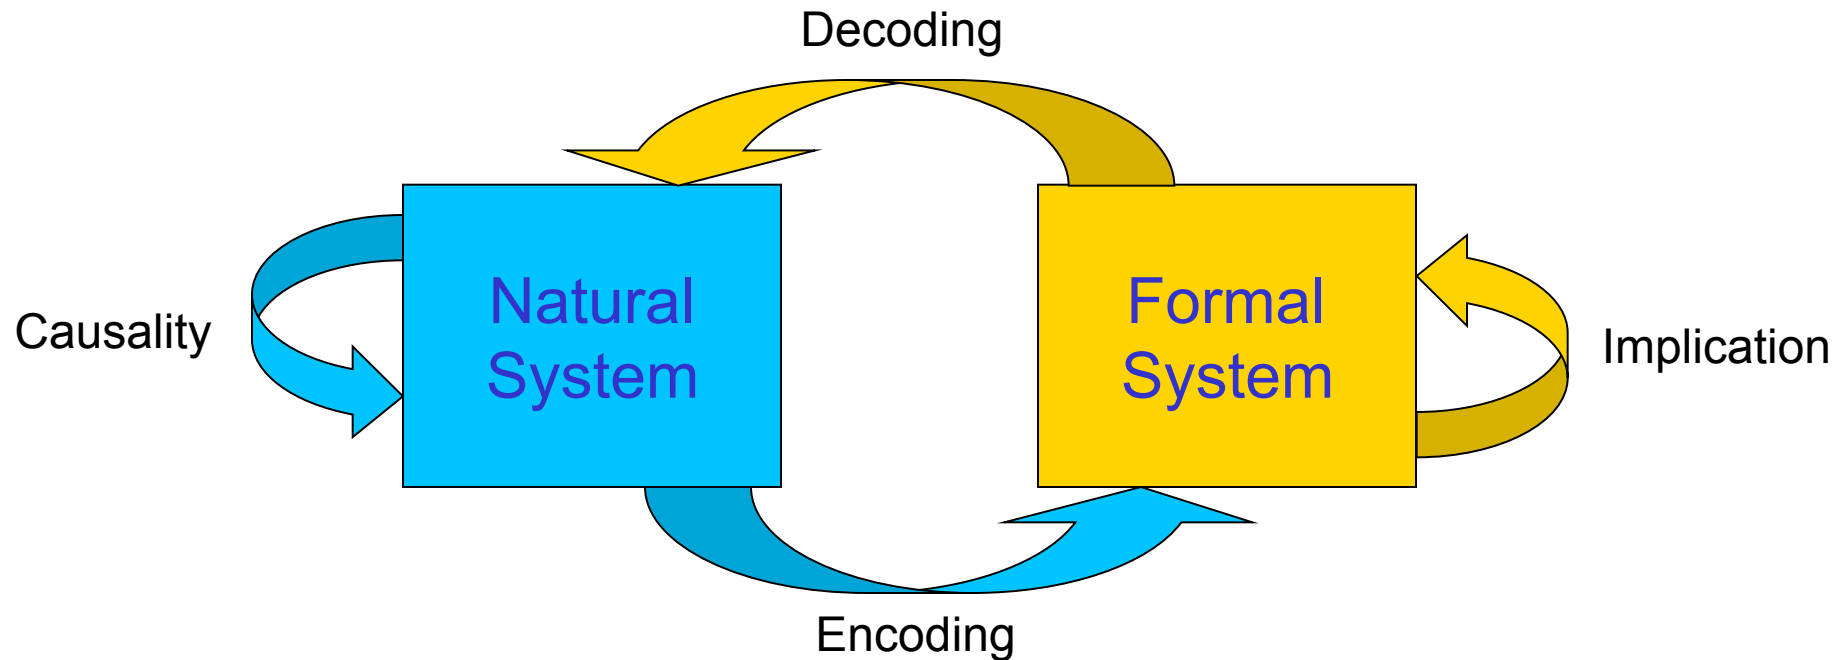 Decoding
Causality
Natural
System
Formal
System
Implication
Encoding